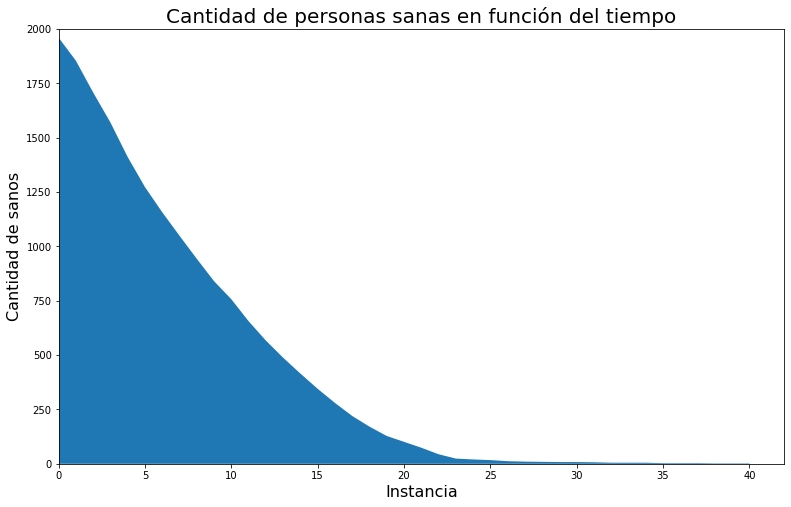 Cantidad de personas sanas en función del tiempo
2000
1750
1500
1250
1000
750
500
250
0
Cantidad de sanos
0 5 10 15 20 25 30 35 40
Instancia